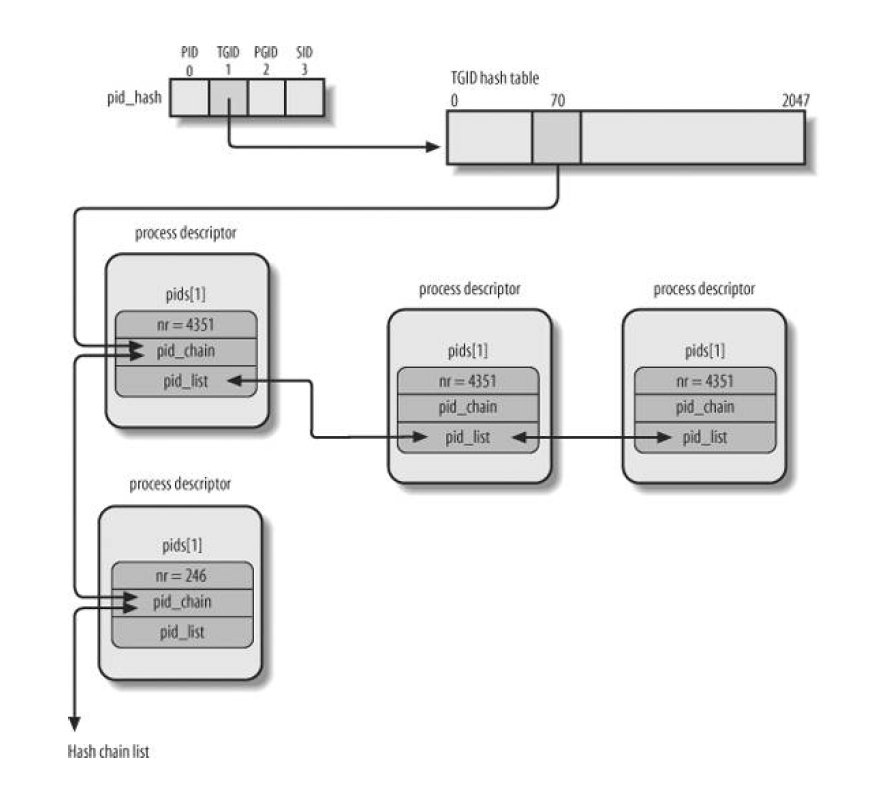 PID TGID PGID SID
0 1 2 3
pid_hash
TGID hash table
0 70 2047
process descriptor
pids[1]
nr = 4351
pid_chain
pid_list
process descriptor
pids[1]
nr = 4351
pid_chain
pid_list
process descriptor
pids[1]
nr = 4351
pid_chain
pid_list
process descriptor
pids[1]
nr = 246
pid_chain
pid_list
Hash chain list